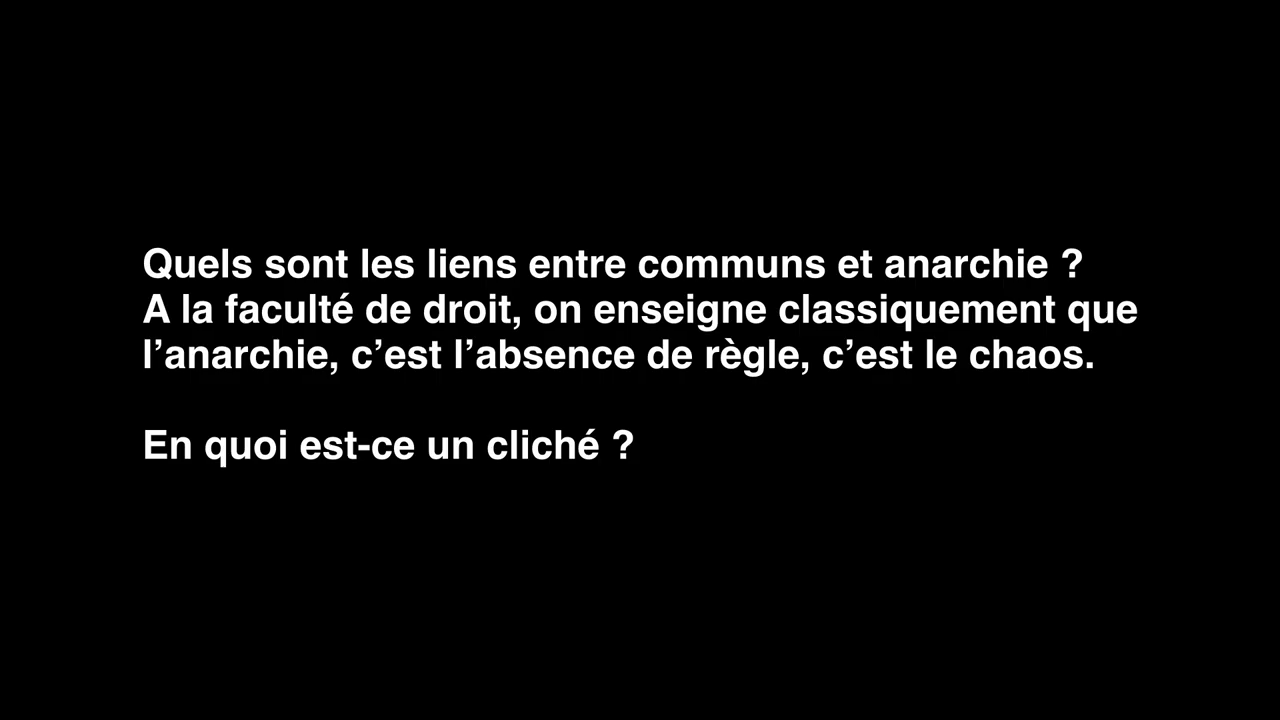 Quels sont les liens entre communs et anarchie ?
A la faculté de droit, on enseigne classiquement que
l’anarchie, c’est l’absence de règle, c’est le chaos.
En quoi est-ce un cliché ?